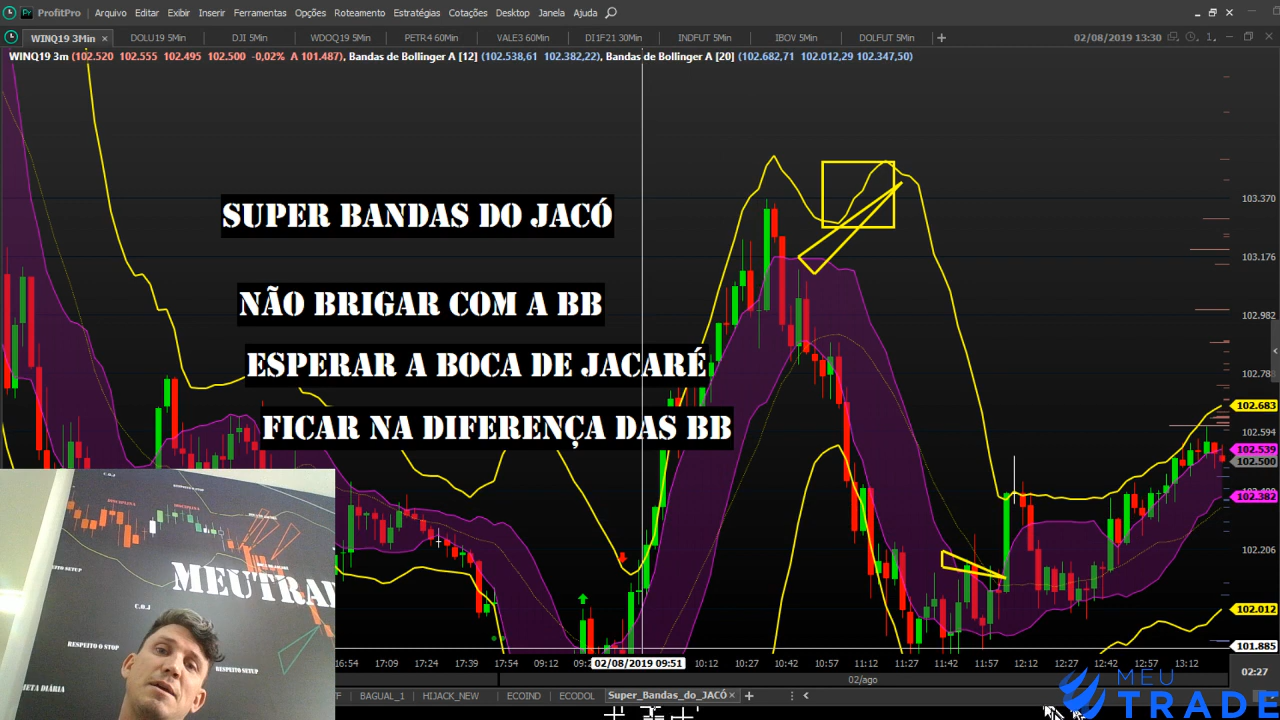 ProfitPro Arquivo Editar Exibir Inserir Ferramentas Opções Roteamento Estratégias Cotações Desktop Janela Ajuda
WINQ19 3Min DOLU19 5Min DJI 5Min WDOQ19 5Min PETR4 60Min VALE3 60Min DI1F21 30Min INDFUT 5Min IBOV 5Min DOLFUT 5Min 02/08/2019 13:30
WINQ19 3m (102.520 102.555 102.495 102.500 -0,02% A 101.487), Bandas de Bollinger A [12] (102.538,61 102.382,22), Bandas de Bollinger A [20] (102.682,71 102.012,29 102.347,50)
SUPER BANDAS DO JACÓ
NÃO BRIGAR COM A BB
ESPERAR A BOCA DE JACARÉ
FICAR NA DIFERENÇA DAS BB
103.370
103.176
102.982
102.683
102.594
102.539
102.500
102.382
102.206
102.012
101.885
MEUTRA
RESPEITO O STOP
RESPEITO SETUP
META DIÁRIA
16:54 17:09 17:24 17:39 17:54 09:12 02/08/2019 09:51 10:12 10:27 10:42 10:57 11:12 11:27 11:42 11:57 12:12 12:27 12:42 12:57 13:12 02:27
02/ago
BAGUAL_1 HIJACK_NEW ECOIND ECODOL Super_Bandas_do_JACÓ
MEU
TRADE